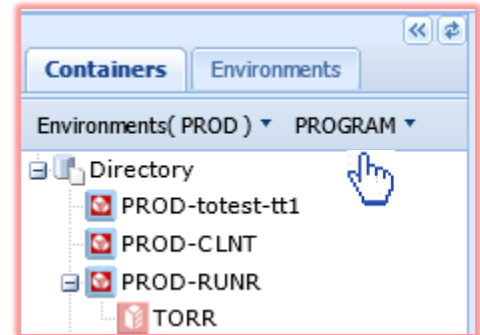 Containers Environments
Environments( PROD ) PROGRAM
Directory
PROD-totest-tt1
PROD-CLNT
PROD-RUNR
TORR